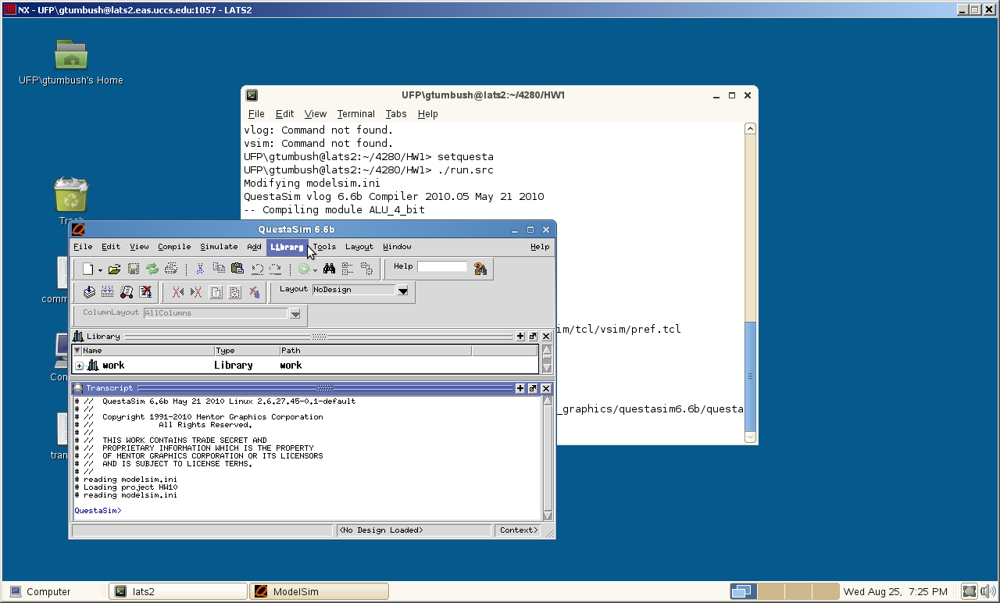 NX - UFP\gtumbush@lats2.eas.uccs.edu:1057 - LATS2
UFP\gtumbush's Home
UFP\gtumbush@lats2:~/4280/HW1
File Edit View Terminal Tabs Help
vlog: Command not found.
vsim: Command not found.
UFP\gtumbush@lats2:~/4280/HW1> setquesta
UFP\gtumbush@lats2:~/4280/HW1> ./run.src
Modifying modelsim.ini
QuestaSim vlog 6.6b Compiler 2010.05 May 21 2010
-- Compiling module ALU_4_bit
im/tcl/vsim/pref.tcl
_graphics/questasim6.6b/questa
comm
Con
tran
QuestaSim 6.6b
File Edit View Compile Simulate Add Library Tools Layout Window Help
Help
Layout NoDesign
ColumnLayout AllColumns
Library
Name Type Path
work Library work
Transcript
# // QuestaSim 6.6b May 21 2010 Linux 2.6.27.45-0.1-default
# //
# // Copyright 1991-2010 Mentor Graphics Corporation
# // All Rights Reserved.
# //
# // THIS WORK CONTAINS TRADE SECRET AND
# // PROPRIETARY INFORMATION WHICH IS THE PROPERTY
# // OF MENTOR GRAPHICS CORPORATION OR ITS LICENSORS
# // AND IS SUBJECT TO LICENSE TERMS.
# //
# reading modelsim.ini
# Loading project HW10
# reading modelsim.ini
QuestaSim>
<No Design Loaded> Context>
Computer lats2 ModelSim Wed Aug 25, 7:25 PM